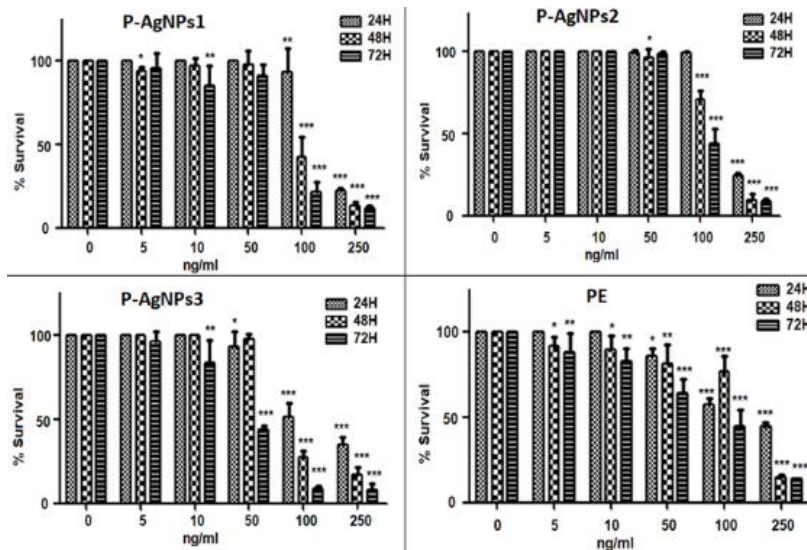 P-AgNPs1
24H
48H
72H
% Survival
100
50
0
* ** ** *** *** *** *** ***
0 5 10 50 100 250
ng/ml
P-AgNPs2
24H
48H
72H
% Survival
100
50
0
* *** *** *** *** ***
0 5 10 50 100 250
ng/ml
P-AgNPs3
24H
48H
72H
% Survival
100
50
0
** * *** *** *** *** *** *** ***
0 5 10 50 100 250
ng/ml
PE
24H
48H
72H
% Survival
100
50
0
* ** * ** * ** *** *** *** *** *** *** ***
0 5 10 50 100 250
ng/ml